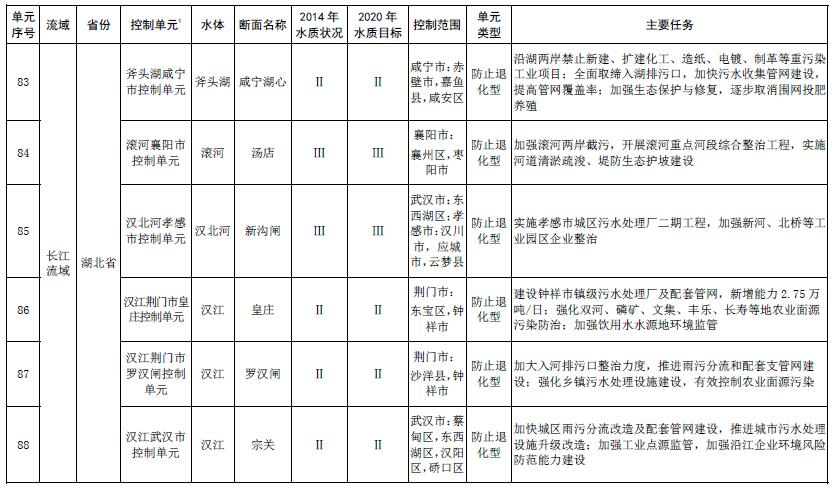 单元
序号
流域
省份
控制单元1
水体
断面名称
2014 年
水质状况
2020 年
水质目标
控制范围
单元
类型
主要任务
长江
流域
湖北省
83
斧头湖咸宁
市控制单元
斧头湖
咸宁湖心
II
II
咸宁市：赤
壁市，嘉鱼
县，咸安区
防止退
化型
沿湖两岸禁止新建、扩建化工、造纸、电镀、制革等重污染
工业项目；全面取缔入湖排污口，加快污水收集管网建设，
提高管网覆盖率；加强生态保护与修复，逐步取消围网投肥
养殖
84
滚河襄阳市
控制单元
滚河
汤店
III
III
襄阳市：
襄州区，枣
阳市
防止退
化型
加强滚河两岸截污，开展滚河重点河段综合整治工程，实施
河道清淤疏浚、堤防生态护坡建设
85
汉北河孝感
市控制单元
汉北河
新沟闸
III
III
武汉市：东
西湖区；孝
感市：汉川
市，应城
市，云梦县
防止退
化型
实施孝感市城区污水处理厂二期工程，加强新河、北桥等工
业园区企业整治
86
汉江荆门市皇
庄控制单元
汉江
皇庄
II
II
荆门市：
东宝区，钟
祥市
防止退
化型
建设钟祥市镇级污水处理厂及配套管网，新增能力 2.75 万
吨/日；强化双河、磷矿、文集、丰乐、长寿等地农业面源
污染防治；加强饮用水水源地环境监管
87
汉江荆门市
罗汉闸控制
单元
汉江
罗汉闸
II
II
荆门市：
沙洋县，钟
祥市
防止退
化型
加大入河排污口整治力度，推进雨污分流和配套支管网建
设；强化乡镇污水处理设施建设，有效控制农业面源污染
88
汉江武汉市
控制单元
汉江
宗关
II
II
武汉市：蔡
甸区，东西
湖区，汉阳
区，硚口区
防止退
化型
加快城区雨污分流改造及配套管网建设，推进城市污水处理
设施升级改造；加强工业点源监管，加强沿江企业环境风险
防范能力建设